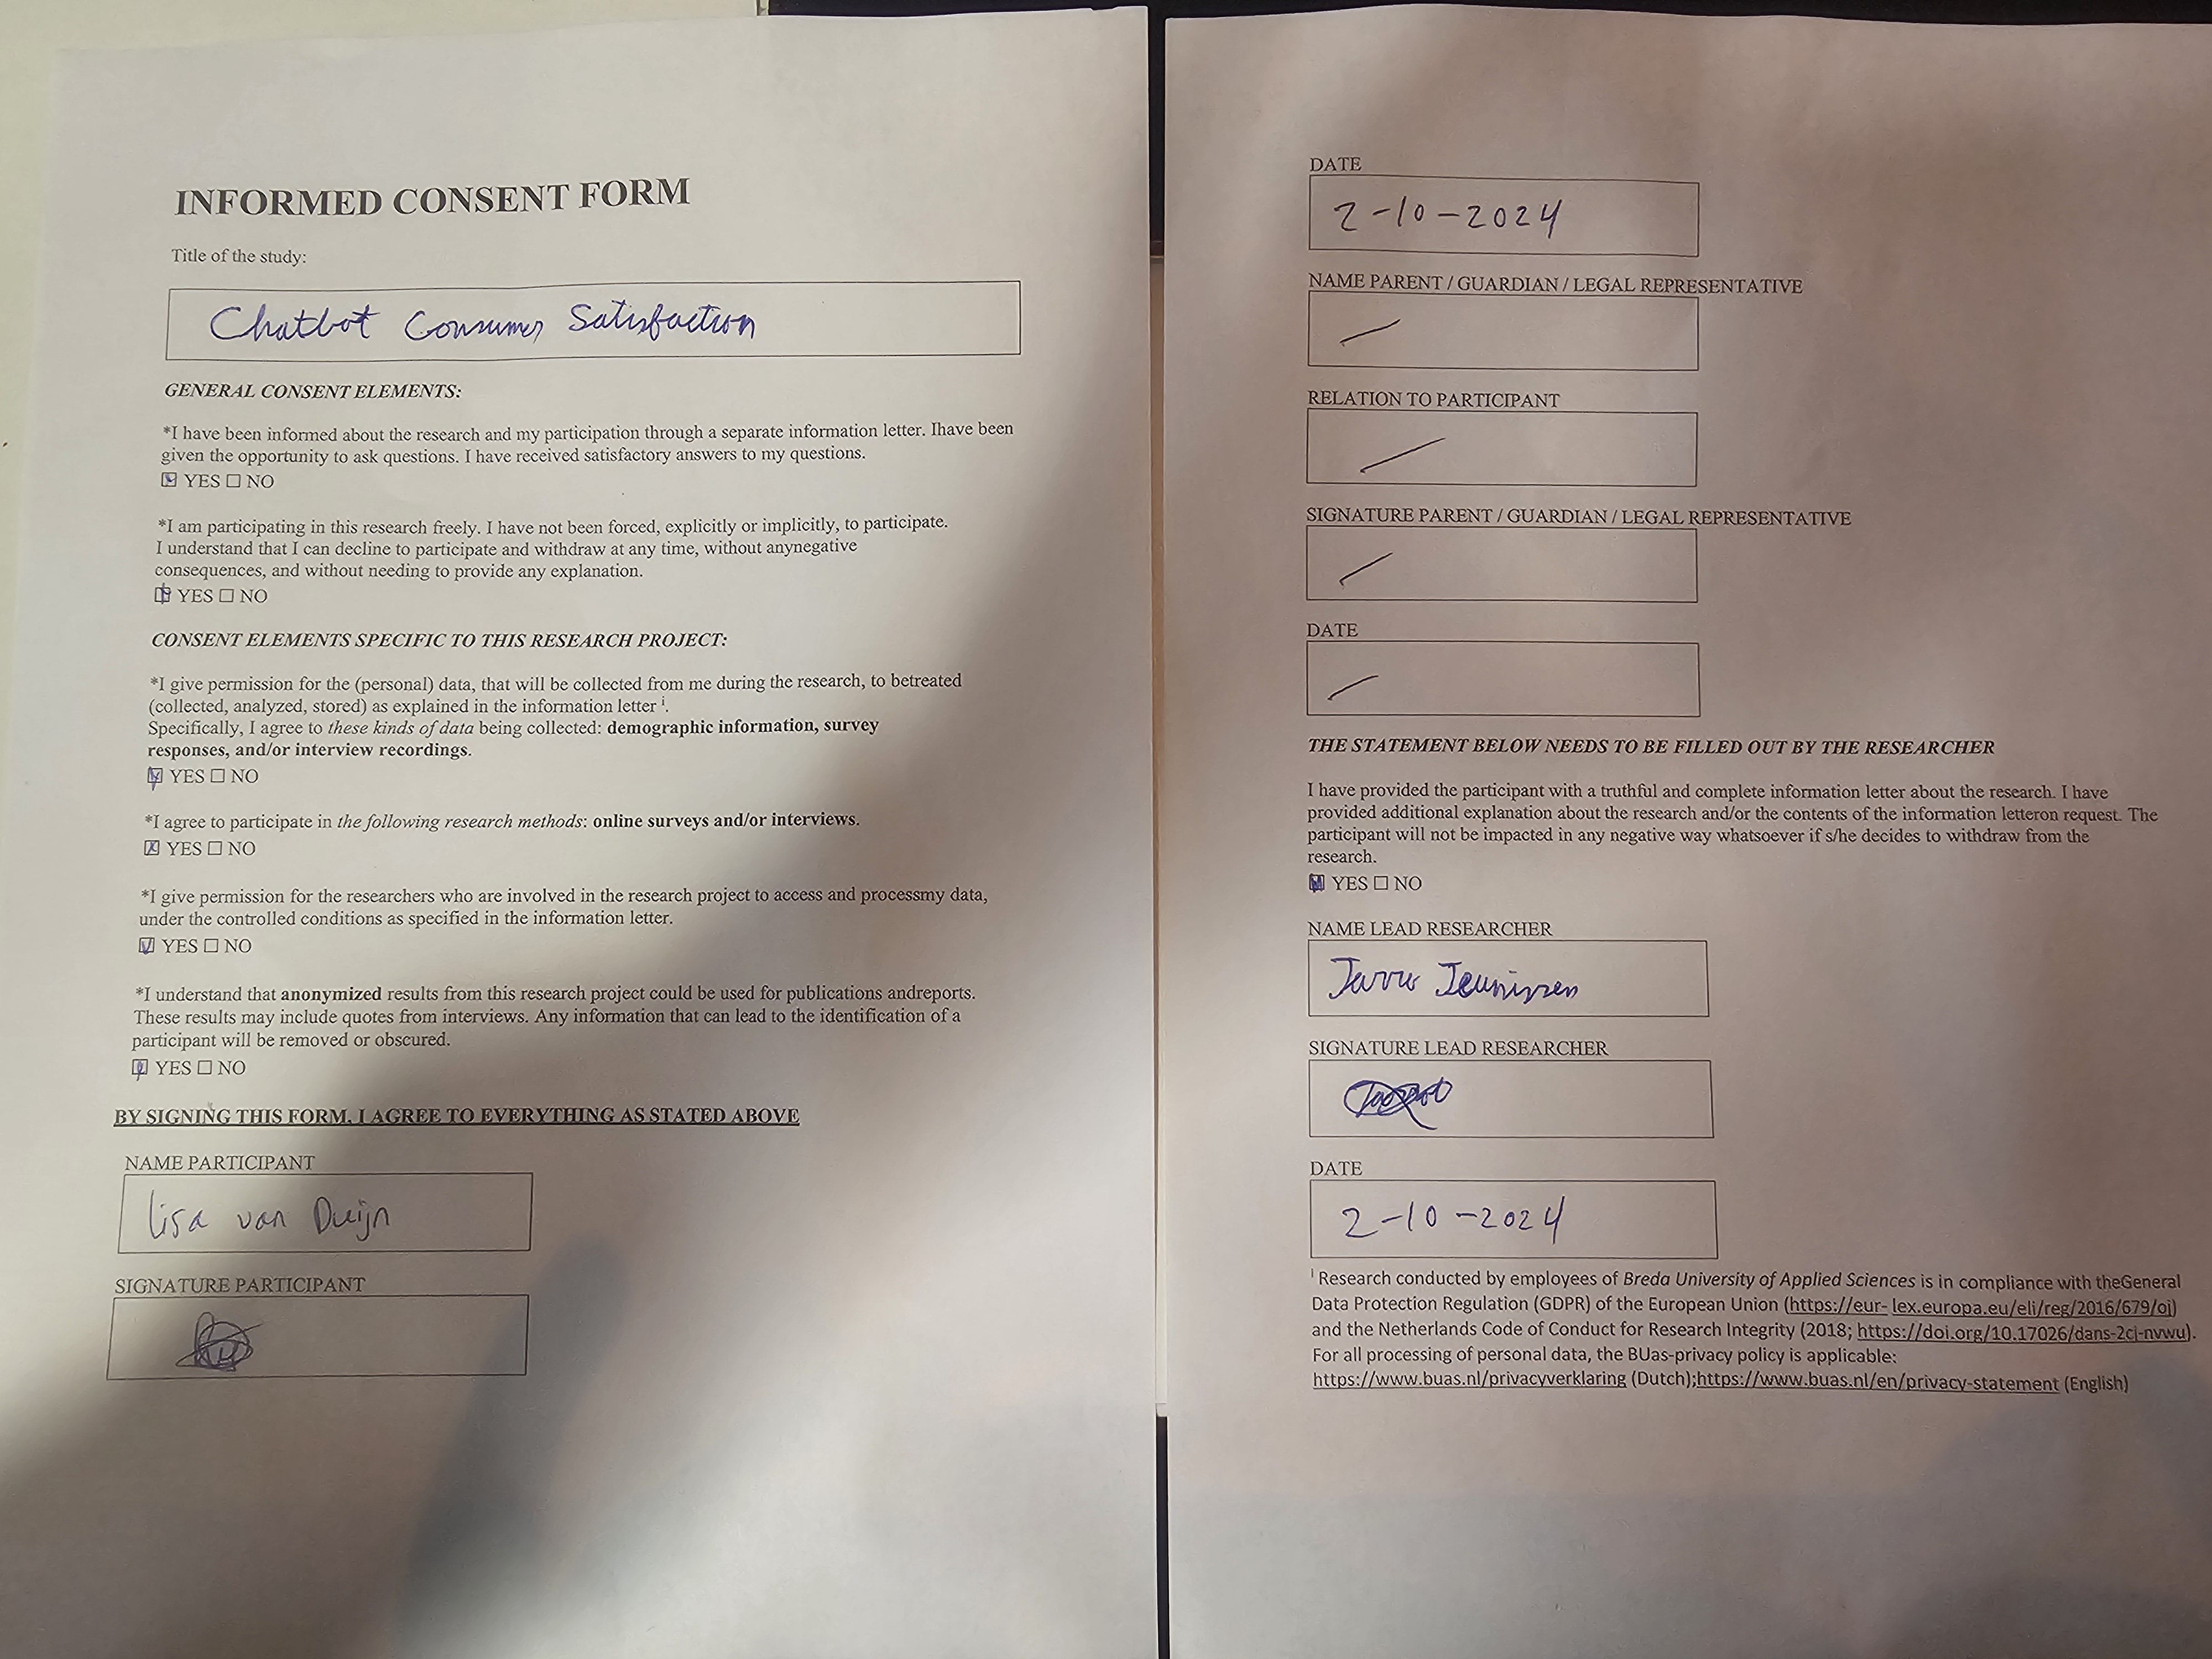 INFORMED CONSENT FORM
Title of the study:
Chatbot Consumer Satisfaction
GENERAL CONSENT ELEMENTS:
*I have been informed about the research and my participation through a separate information letter. Ihave been
given the opportunity to ask questions. I have received satisfactory answers to my questions.
YES ☐ NO
*I am participating in this research freely. I have not been forced, explicitly or implicitly, to participate.
I understand that I can decline to participate and withdraw at any time, without anynegative
consequences, and without needing to provide any explanation.
YES ☐ NO
CONSENT ELEMENTS SPECIFIC TO THIS RESEARCH PROJECT:
*I give permission for the (personal) data, that will be collected from me during the research, to betreated
(collected, analyzed, stored) as explained in the information letter i.
Specifically, I agree to these kinds of data being collected: demographic information, survey
responses, and/or interview recordings.
YES ☐ NO
*I agree to participate in the following research methods: online surveys and/or interviews.
☒ YES ☐ NO
*I give permission for the researchers who are involved in the research project to access and processmy data,
under the controlled conditions as specified in the information letter.
☑ YES ☐ NO
*I understand that anonymized results from this research project could be used for publications andreports.
These results may include quotes from interviews. Any information that can lead to the identification of a
participant will be removed or obscured.
YES ☐ NO
BY SIGNING THIS FORM, I AGREE TO EVERYTHING AS STATED ABOVE
NAME PARTICIPANT
Lisa van Duijn
SIGNATURE PARTICIPANT
DATE
2-10-2024
NAME PARENT / GUARDIAN / LEGAL REPRESENTATIVE
RELATION TO PARTICIPANT
SIGNATURE PARENT / GUARDIAN / LEGAL REPRESENTATIVE
DATE
THE STATEMENT BELOW NEEDS TO BE FILLED OUT BY THE RESEARCHER
I have provided the participant with a truthful and complete information letter about the research. I have
provided additional explanation about the research and/or the contents of the information letteron request. The
participant will not be impacted in any negative way whatsoever if s/he decides to withdraw from the
research.
YES ☐ NO
NAME LEAD RESEARCHER
Teunissen
SIGNATURE LEAD RESEARCHER
DATE
2-10-2024
i Research conducted by employees of Breda University of Applied Sciences is in compliance with theGeneral
Data Protection Regulation (GDPR) of the European Union (https://eur- lex.europa.eu/eli/reg/2016/679/oj)
and the Netherlands Code of Conduct for Research Integrity (2018; https://doi.org/10.17026/dans-2cj-nvwu).
For all processing of personal data, the BUas-privacy policy is applicable:
https://www.buas.nl/privacyverklaring (Dutch);https://www.buas.nl/en/privacy-statement (English)